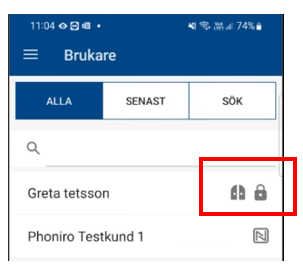 11:04 74%
Brukare
ALLA SENAST SÖK
Greta tetsson
Phoniro Testkund 1